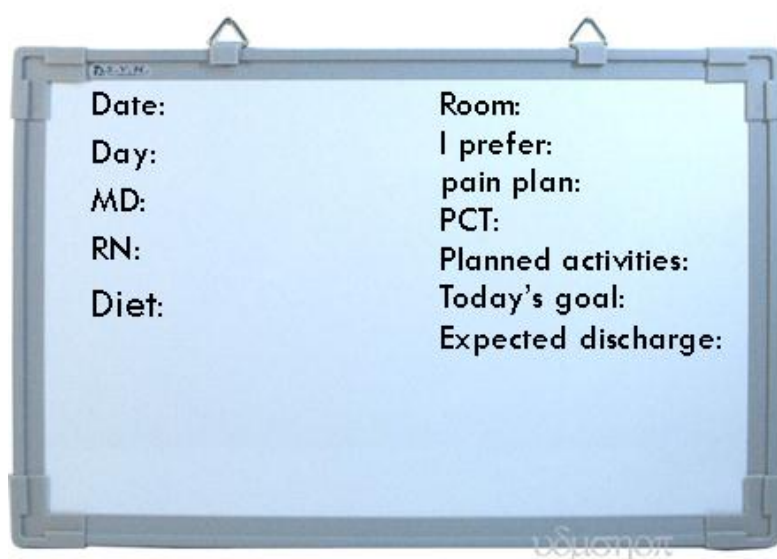 Date:
Day:
MD:
RN:
Diet:
Room:
I prefer:
pain plan:
PCT:
Planned activities:
Today's goal:
Expected discharge: